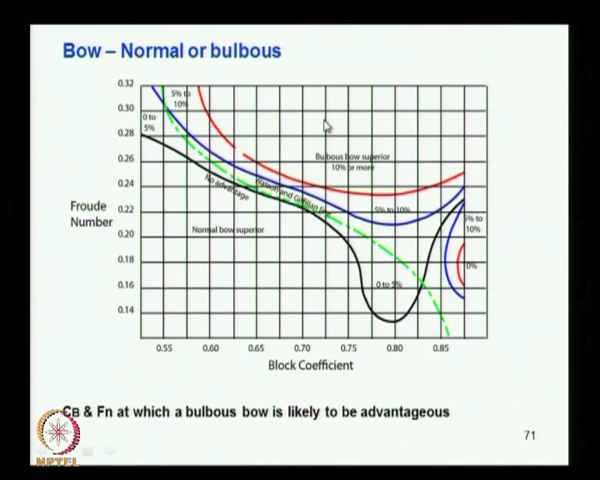 Bow – Normal or bulbous
0.32
0.30
0.28
0.26
0.24
0.22
0.20
0.18
0.16
0.14
Froude
Number
5% to
10%
0 to
5%
Bulbous bow superior
10% or more
No advantage
Watson and Gilfillan line
5% to 10%
Normal bow superior
5% to
10%
0%
0 to 5%
0.55 0.60 0.65 0.70 0.75 0.80 0.85
Block Coefficient
CB & Fn at which a bulbous bow is likely to be advantageous
71
NPTEL